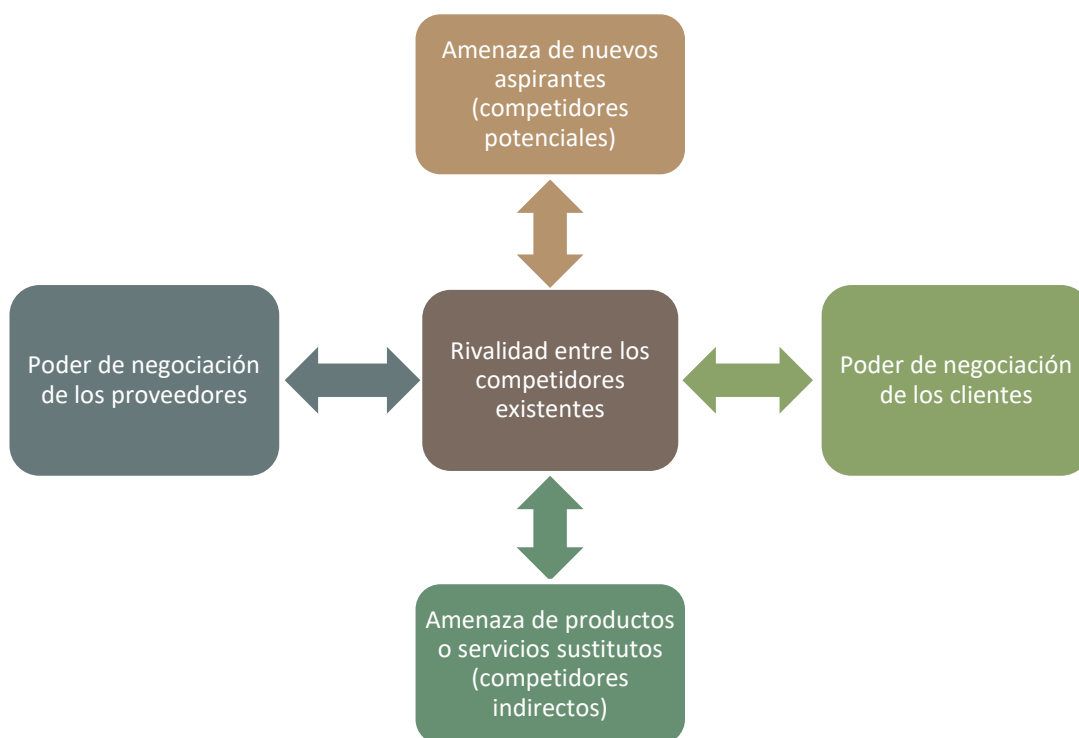 Amenaza de nuevos
aspirantes
(competidores
potenciales)
Poder de negociación
de los proveedores
Rivalidad entre los
competidores
existentes
Poder de negociación
de los clientes
Amenaza de productos
o servicios sustitutos
(competidores
indirectos)